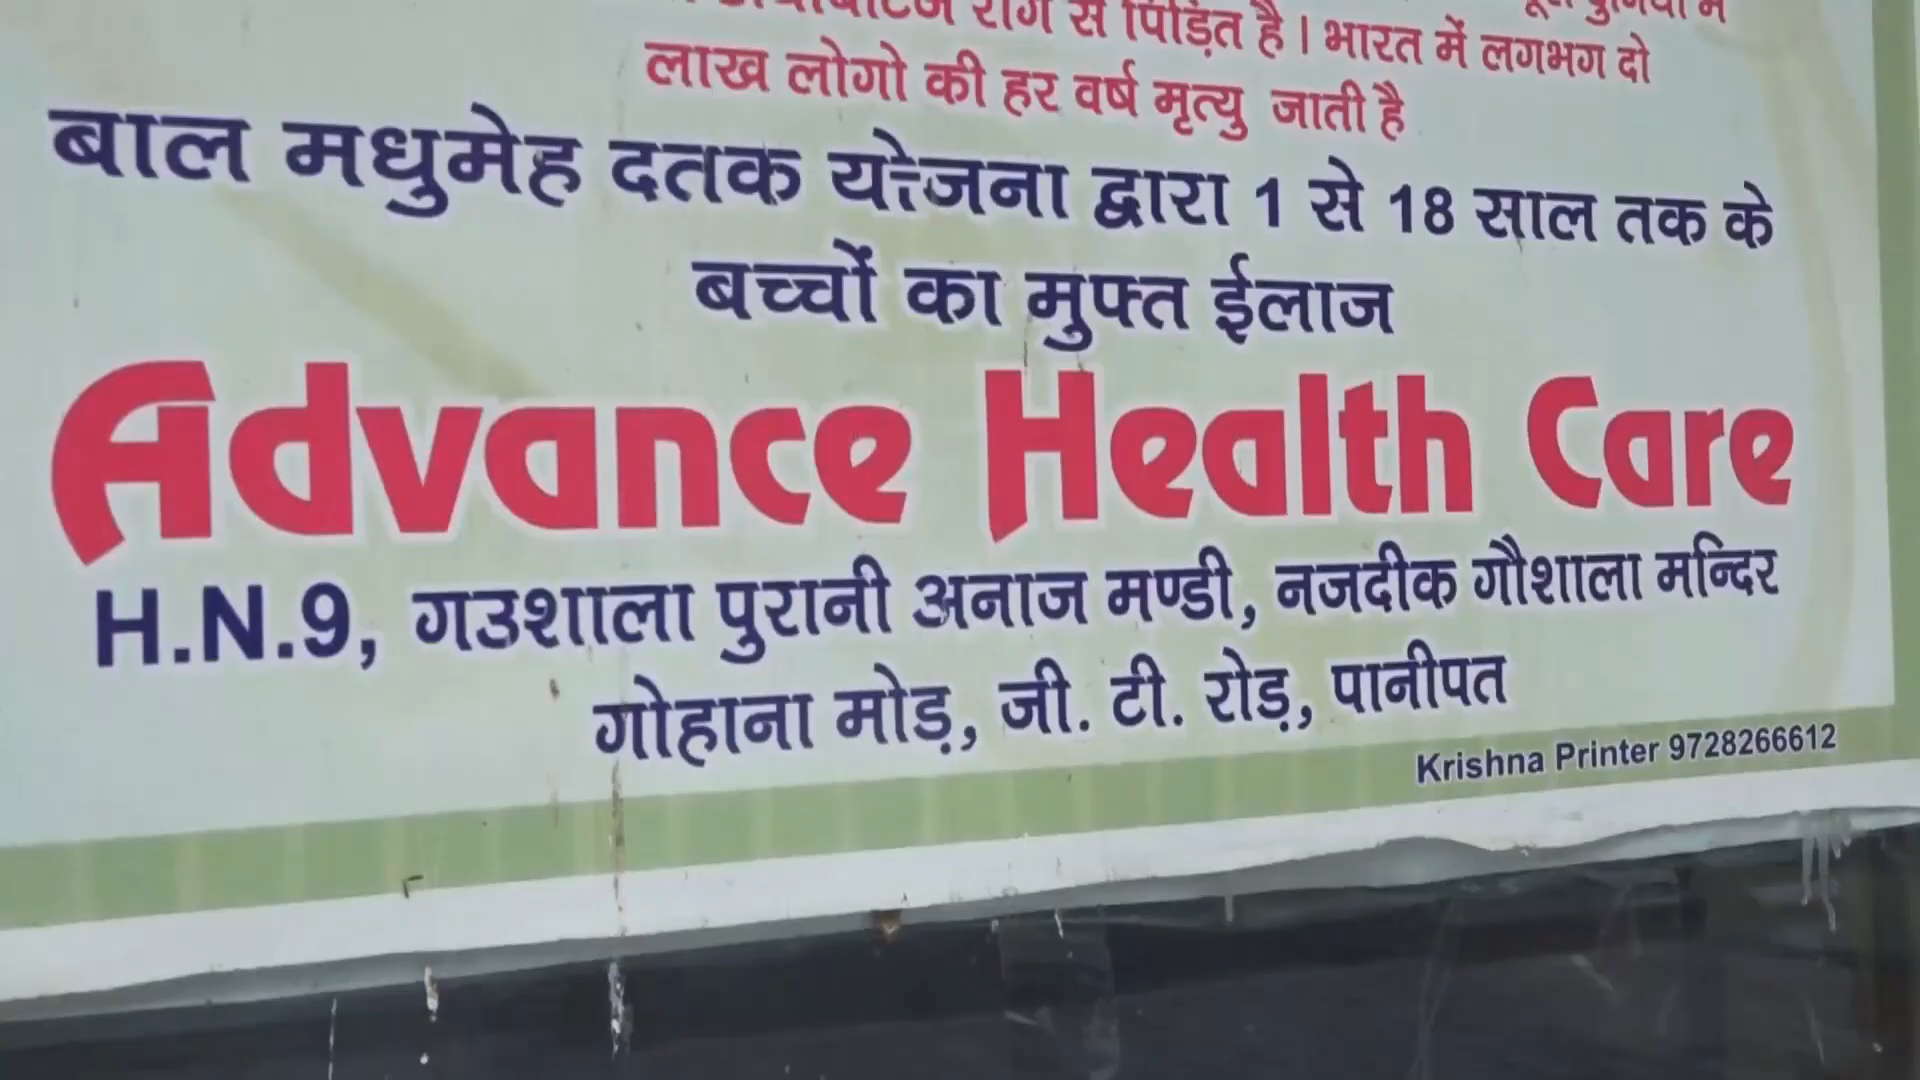 रोग से पिंड़ित है । भारत में लगभग दो
लाख लोगो की हर वर्ष मृत्यु जाती है
बाल मधुमेह दतक योजना द्वारा 1 से 18 साल तक के
बच्चों का मुफ्त ईलाज
Advance Health Care
H.N.9, गउशाला पुरानी अनाज मण्डी, नजदीक गौशाला मन्दिर
गोहाना मोड़, जी. टी. रोड़, पानीपत
Krishna Printer 9728266612